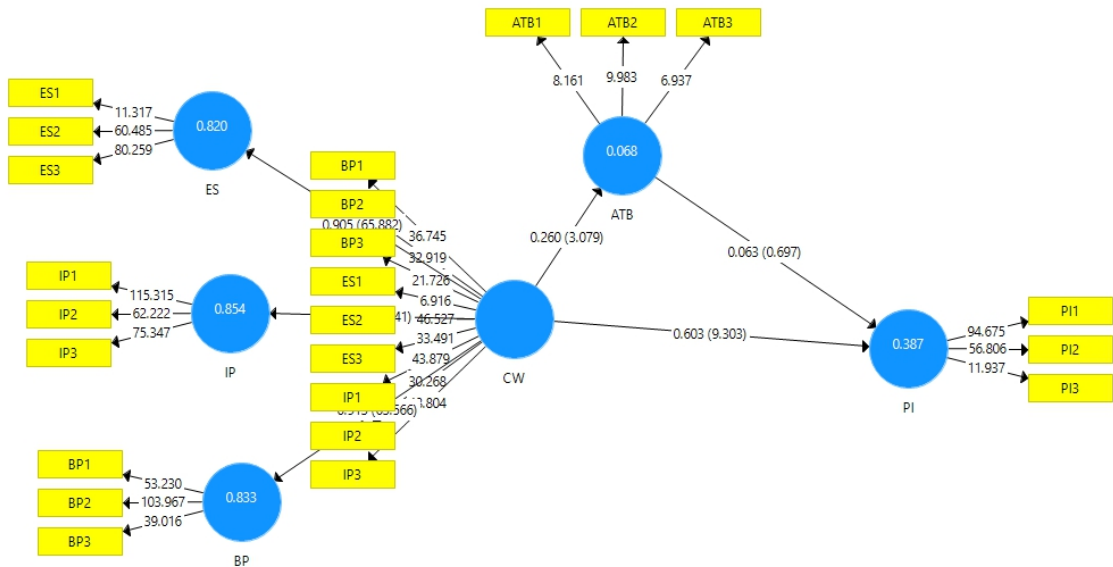 ATB1
ATB2
ATB3
8.161
9.983
6.937
0.068
ATB
ES1
ES2
ES3
11.317
60.485
80.259
0.820
ES
BP1
BP2
BP3
ES1
ES2
ES3
IP1
IP2
IP3
0.905 (65.882)
36.745
32.919
21.726
6.916
46.527
33.491
43.879
30.268
0.260 (3.079)
0.063 (0.697)
IP1
IP2
IP3
115.315
62.222
75.347
0.854
IP
CW
0.603 (9.303)
0.387
PI
94.675
56.806
11.937
PI1
PI2
PI3
BP1
BP2
BP3
53.230
103.967
39.016
0.833
BP